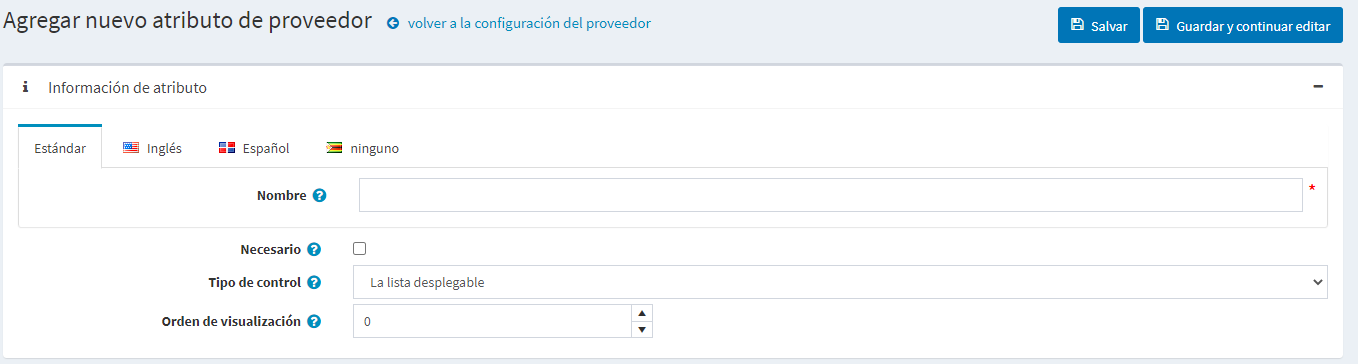 Agregar nuevo atributo de proveedor volver a la configuración del proveedor Salvar Guardar y continuar editar
Información de atributo
Estándar Inglés Español ninguno
Nombre *
Necesario
Tipo de control La lista desplegable
Orden de visualización 0